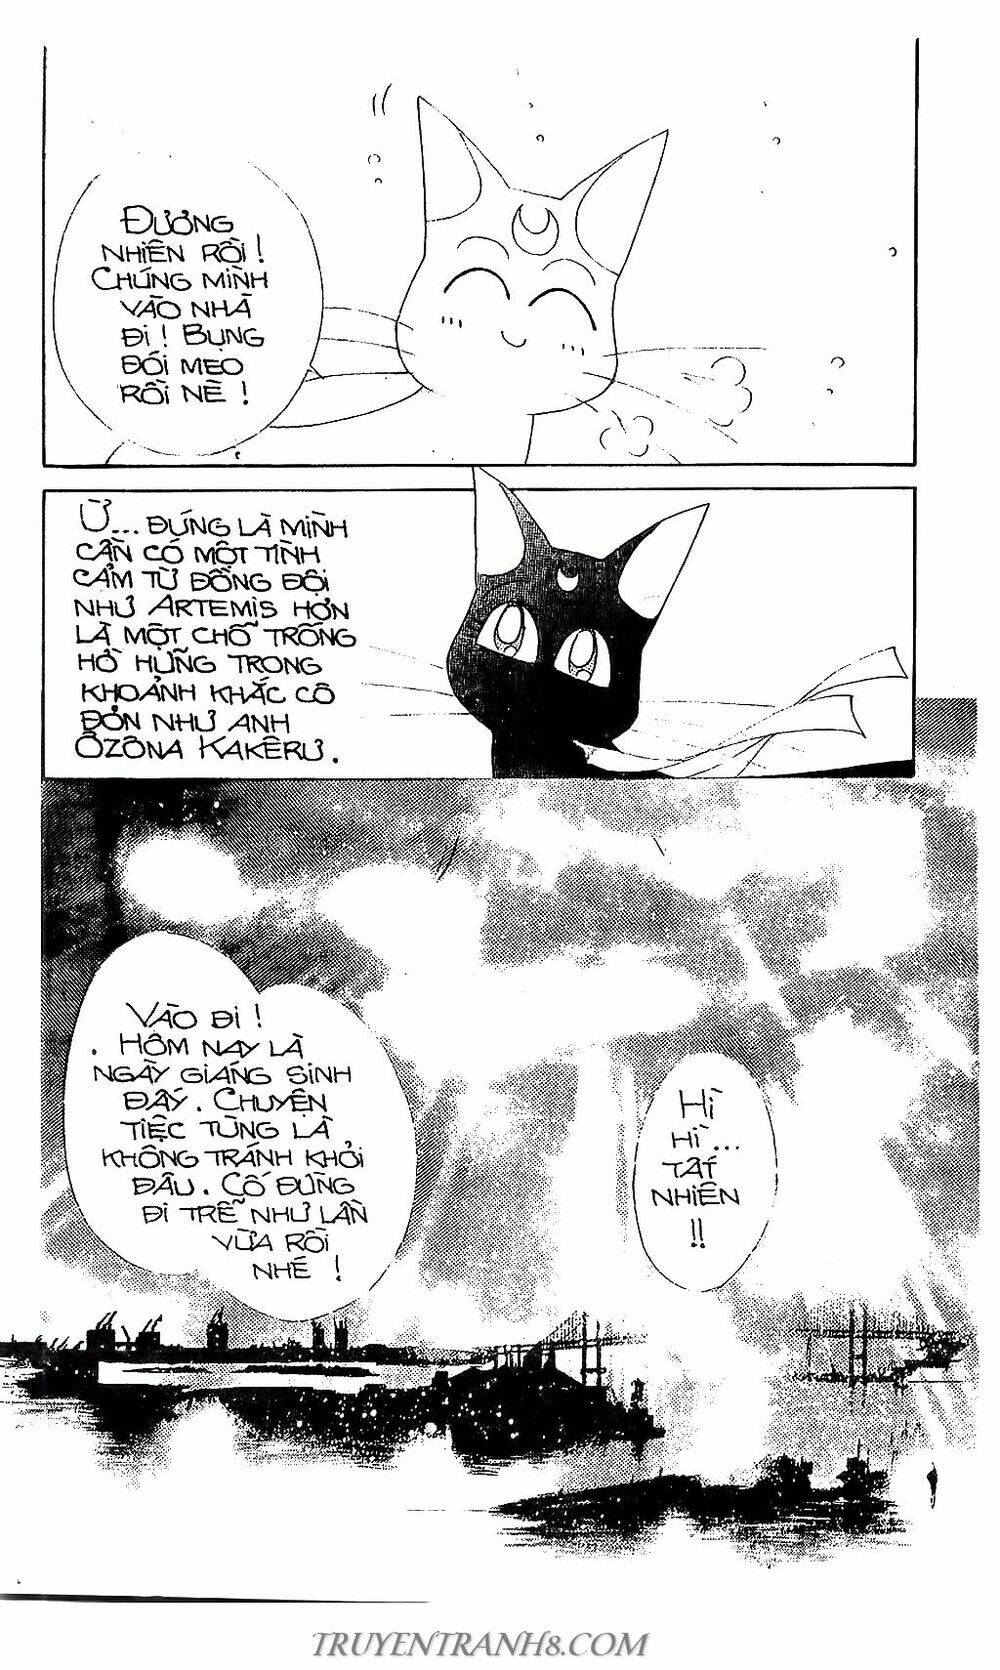 ĐƯƠNG
NHIÊN RỒI !
CHÚNG MÌNH
VÀO NHÀ
ĐI ! BỤNG
ĐÓI MEO
RỒI NÈ !
Ừ... ĐÚNG LÀ MÌNH
CẦN CÓ MỘT TÌNH
CẢM TỪ ĐỒNG ĐỘI
NHƯ ARTEMIS HƠN
LÀ MỘT CHỖ TRỐNG
HỜ HỮNG TRONG
KHOẢNH KHẮC CÔ
ĐƠN NHƯ ANH
ÔZÔNA KAKÊRƯ.
VÀO ĐI !
HÔM NAY LÀ
NGÀY GIÁNG SINH
ĐẤY. CHUYỆN
TIỆC TÙNG LÀ
KHÔNG TRÁNH KHỎI
ĐÂU. CỐ ĐỪNG
ĐI TRỄ NHƯ LẦN
VỪA RỒI
NHÉ !
HÌ
HÌ...
TẤT
NHIÊN
!!
TRUYENTRANH8.COM